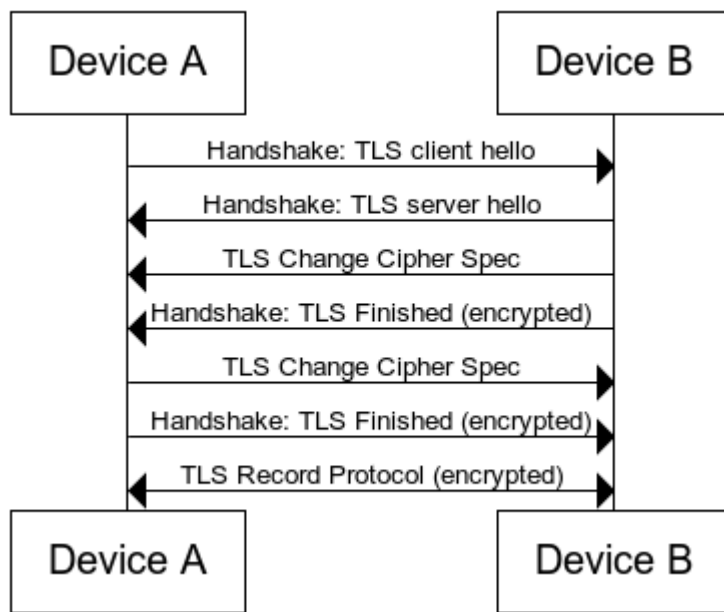 Device A
Device B
Handshake: TLS client hello
Handshake: TLS server hello
TLS Change Cipher Spec
Handshake: TLS Finished (encrypted)
TLS Change Cipher Spec
Handshake: TLS Finished (encrypted)
TLS Record Protocol (encrypted)
Device A
Device B